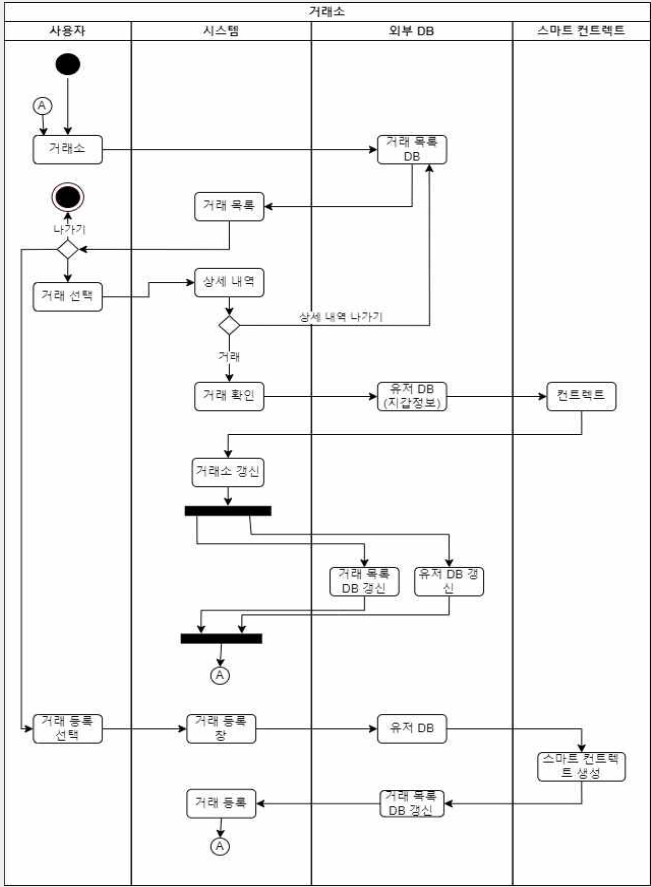 거래소
사용자
시스템
외부 DB
스마트 컨트렉트
A
거래소
거래 목록
DB
거래 목록
나가기
거래 선택
상세 내역
상세 내역 나가기
거래
거래 확인
유저 DB
(지갑정보)
컨트렉트
거래소 갱신
거래 목록
DB 갱신
유저 DB 갱
신
A
거래 등록
선택
거래 등록
창
유저 DB
스마트 컨트렉
트 생성
거래 등록
거래 목록
DB 갱신
A